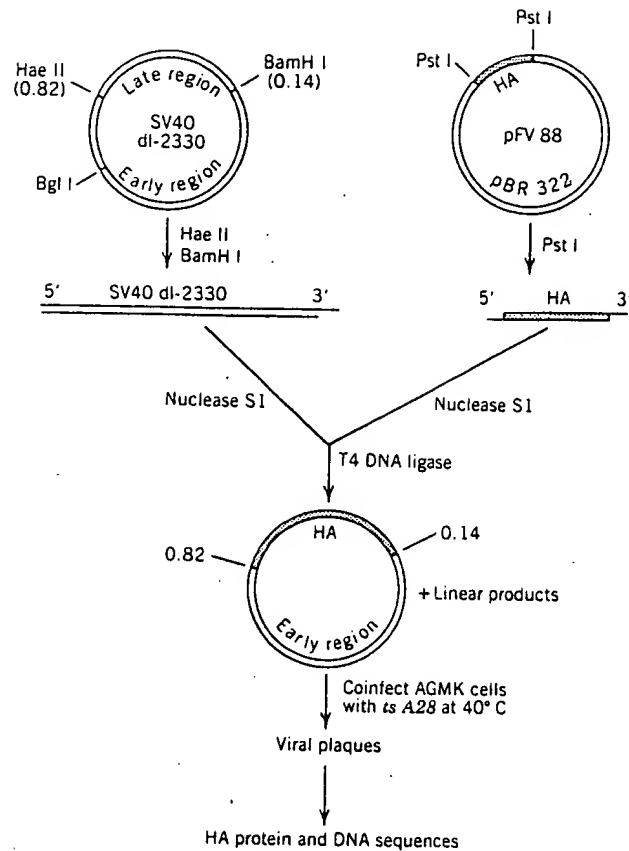 Pst I
Pst I
HA
pFV 88
pBR 322
Hae II
(0.82)
BamH I
(0.14)
Late region
SV40
dl-2330
Early region
Bgl I
Hae II
BamH I
Pst I
5' SV40 dl-2330 3'
5' HA 3
Nuclease S1
Nuclease S1
T4 DNA ligase
HA
0.82
0.14
Early region
+ Linear products
Coinfect AGMK cells
with ts A28 at 40° C
Viral plaques
HA protein and DNA sequences